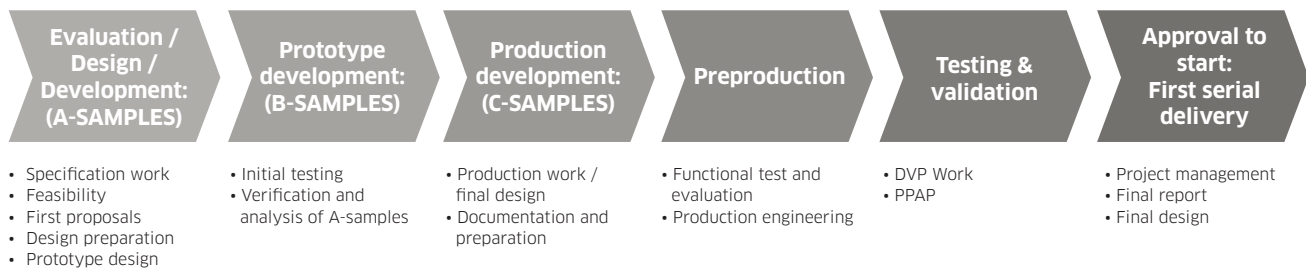 Evaluation /
Design /
Development:
(A-SAMPLES)
Prototype
development:
(B-SAMPLES)
Production
development:
(C-SAMPLES)
Preproduction
Testing &
validation
Approval to
start:
First serial
delivery
• Specification work
• Feasibility
• First proposals
• Design preparation
• Prototype design
• Initial testing
• Verification and
analysis of A-samples
• Production work /
final design
• Documentation and
preparation
• Functional test and
evaluation
• Production engineering
• DVP Work
• PPAP
• Project management
• Final report
• Final design